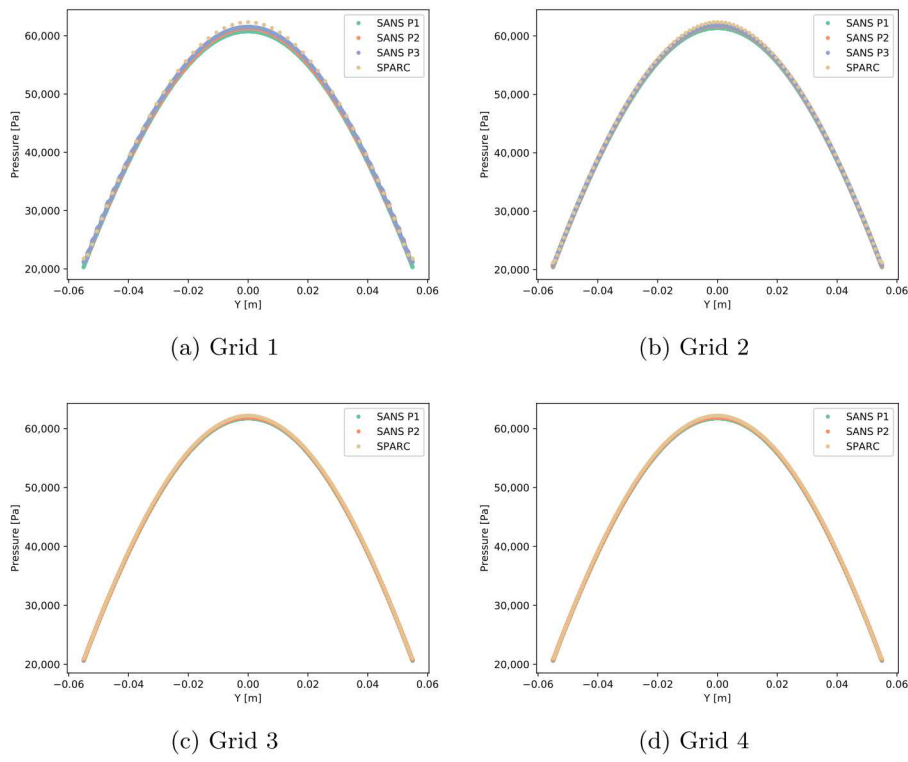 60,000
50,000
40,000
30,000
20,000
Pressure [Pa]
−0.06 −0.04 −0.02 0.00 0.02 0.04 0.06
Y [m]
SANS P1
SANS P2
SANS P3
SPARC
(a) Grid 1
60,000
50,000
40,000
30,000
20,000
Pressure [Pa]
−0.06 −0.04 −0.02 0.00 0.02 0.04 0.06
Y [m]
SANS P1
SANS P2
SANS P3
SPARC
(b) Grid 2
60,000
50,000
40,000
30,000
20,000
Pressure [Pa]
−0.06 −0.04 −0.02 0.00 0.02 0.04 0.06
Y [m]
SANS P1
SANS P2
SPARC
(c) Grid 3
60,000
50,000
40,000
30,000
20,000
Pressure [Pa]
−0.06 −0.04 −0.02 0.00 0.02 0.04 0.06
Y [m]
SANS P1
SANS P2
SPARC
(d) Grid 4